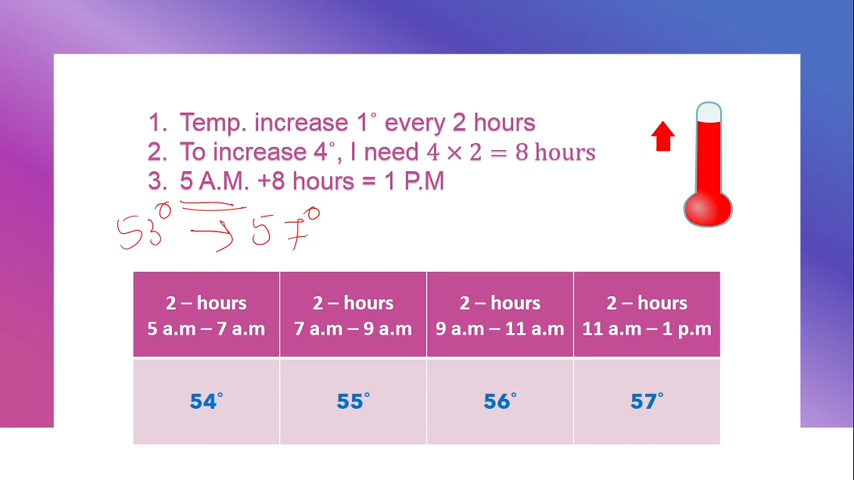 1. Temp. increase 1° every 2 hours
2. To increase 4°, I need 4 × 2 = 8 hours
3. 5 A.M. +8 hours = 1 P.M
53° → 57°
2 – hours 2 – hours 2 – hours 2 – hours
5 a.m – 7 a.m 7 a.m – 9 a.m 9 a.m – 11 a.m 11 a.m – 1 p.m
54° 55° 56° 57°